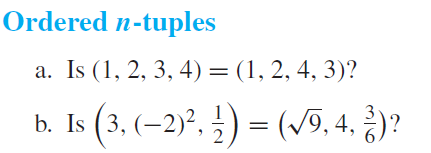 Ordered n-tuples
a. Is (1, 2, 3, 4) = (1, 2, 4, 3)?
b. Is (3, (−2)², 1/2) = (√9, 4, 3/6)?